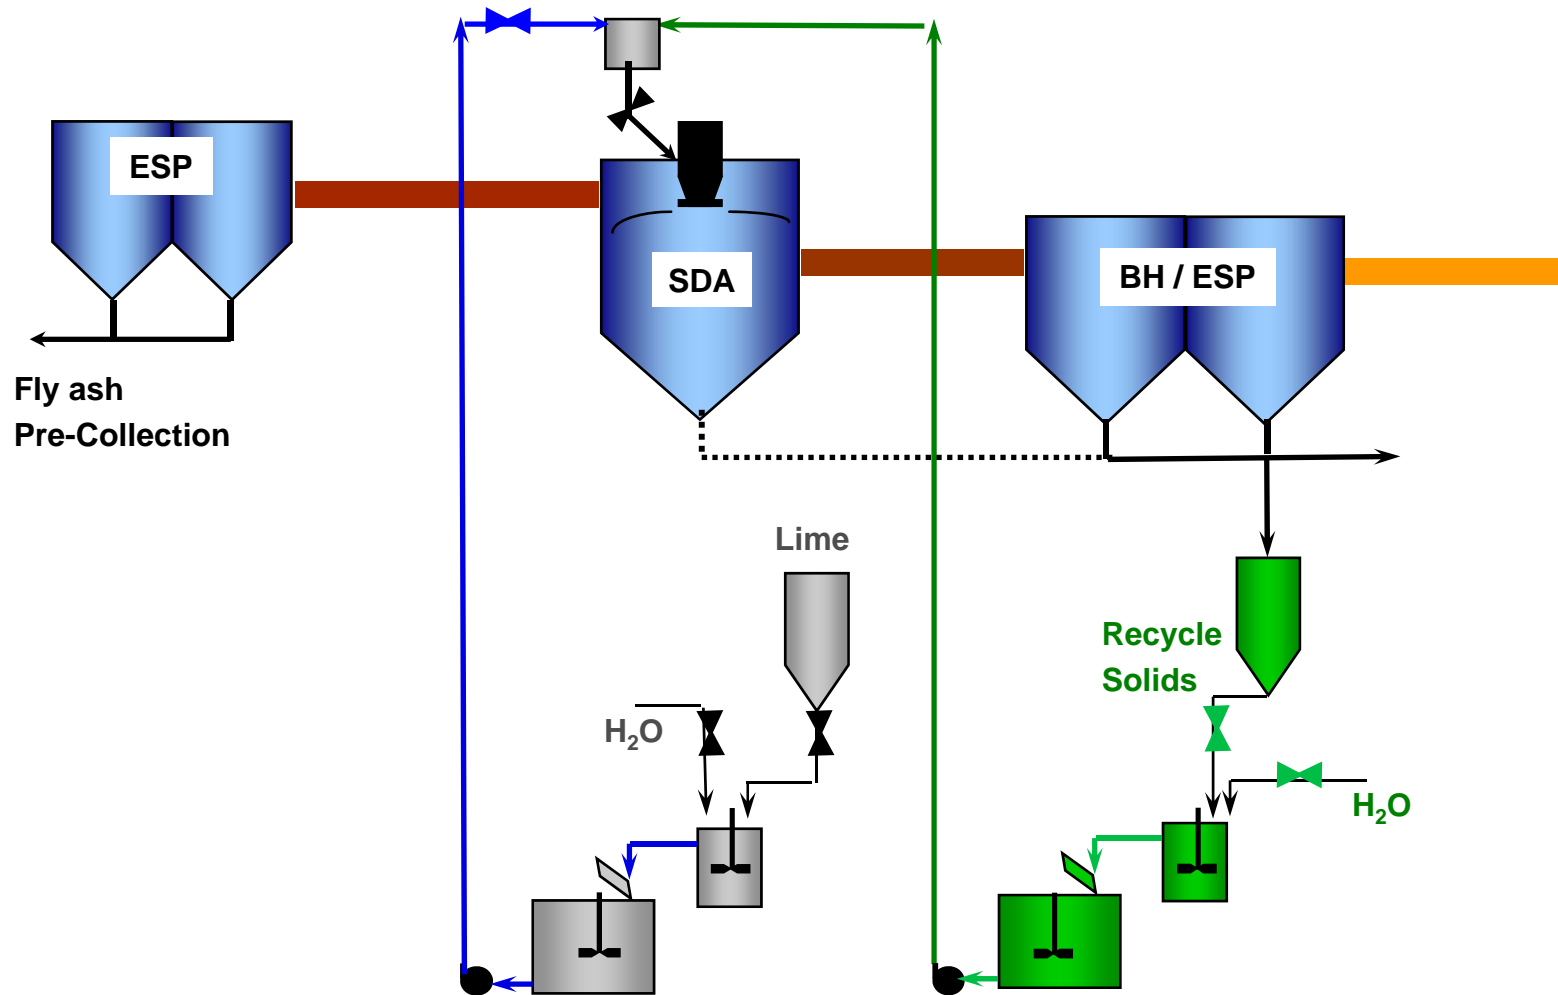 ESP
SDA
BH / ESP
Fly ash
Pre-Collection
Lime
Recycle
Solids
H₂O
H₂O